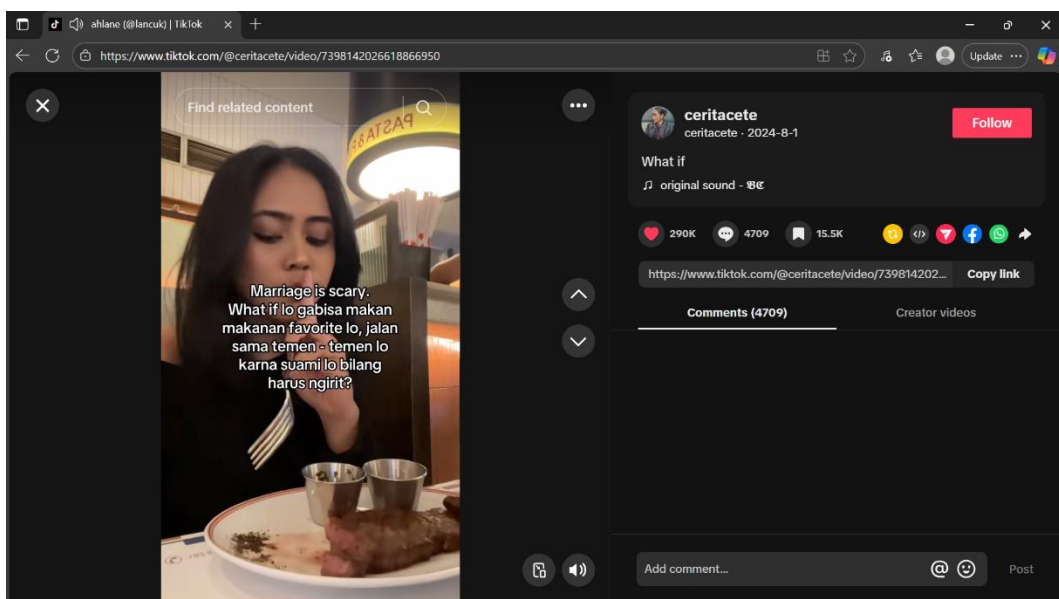 ahlane (@lancuk) | TikTok
https://www.tiktok.com/@ceritacete/video/7398142026618866950
Update
Find related content
PASTA&P
Marriage is scary.
What if lo gabisa makan
makanan favorite lo, jalan
sama temen - temen lo
karna suami lo bilang
harus ngirit?
ceritacete
ceritacete · 2024-8-1
Follow
What if
original sound - 𝕭𝕮
290K
4709
15.5K
https://www.tiktok.com/@ceritacete/video/739814202...
Copy link
Comments (4709)
Creator videos
Add comment...
Post